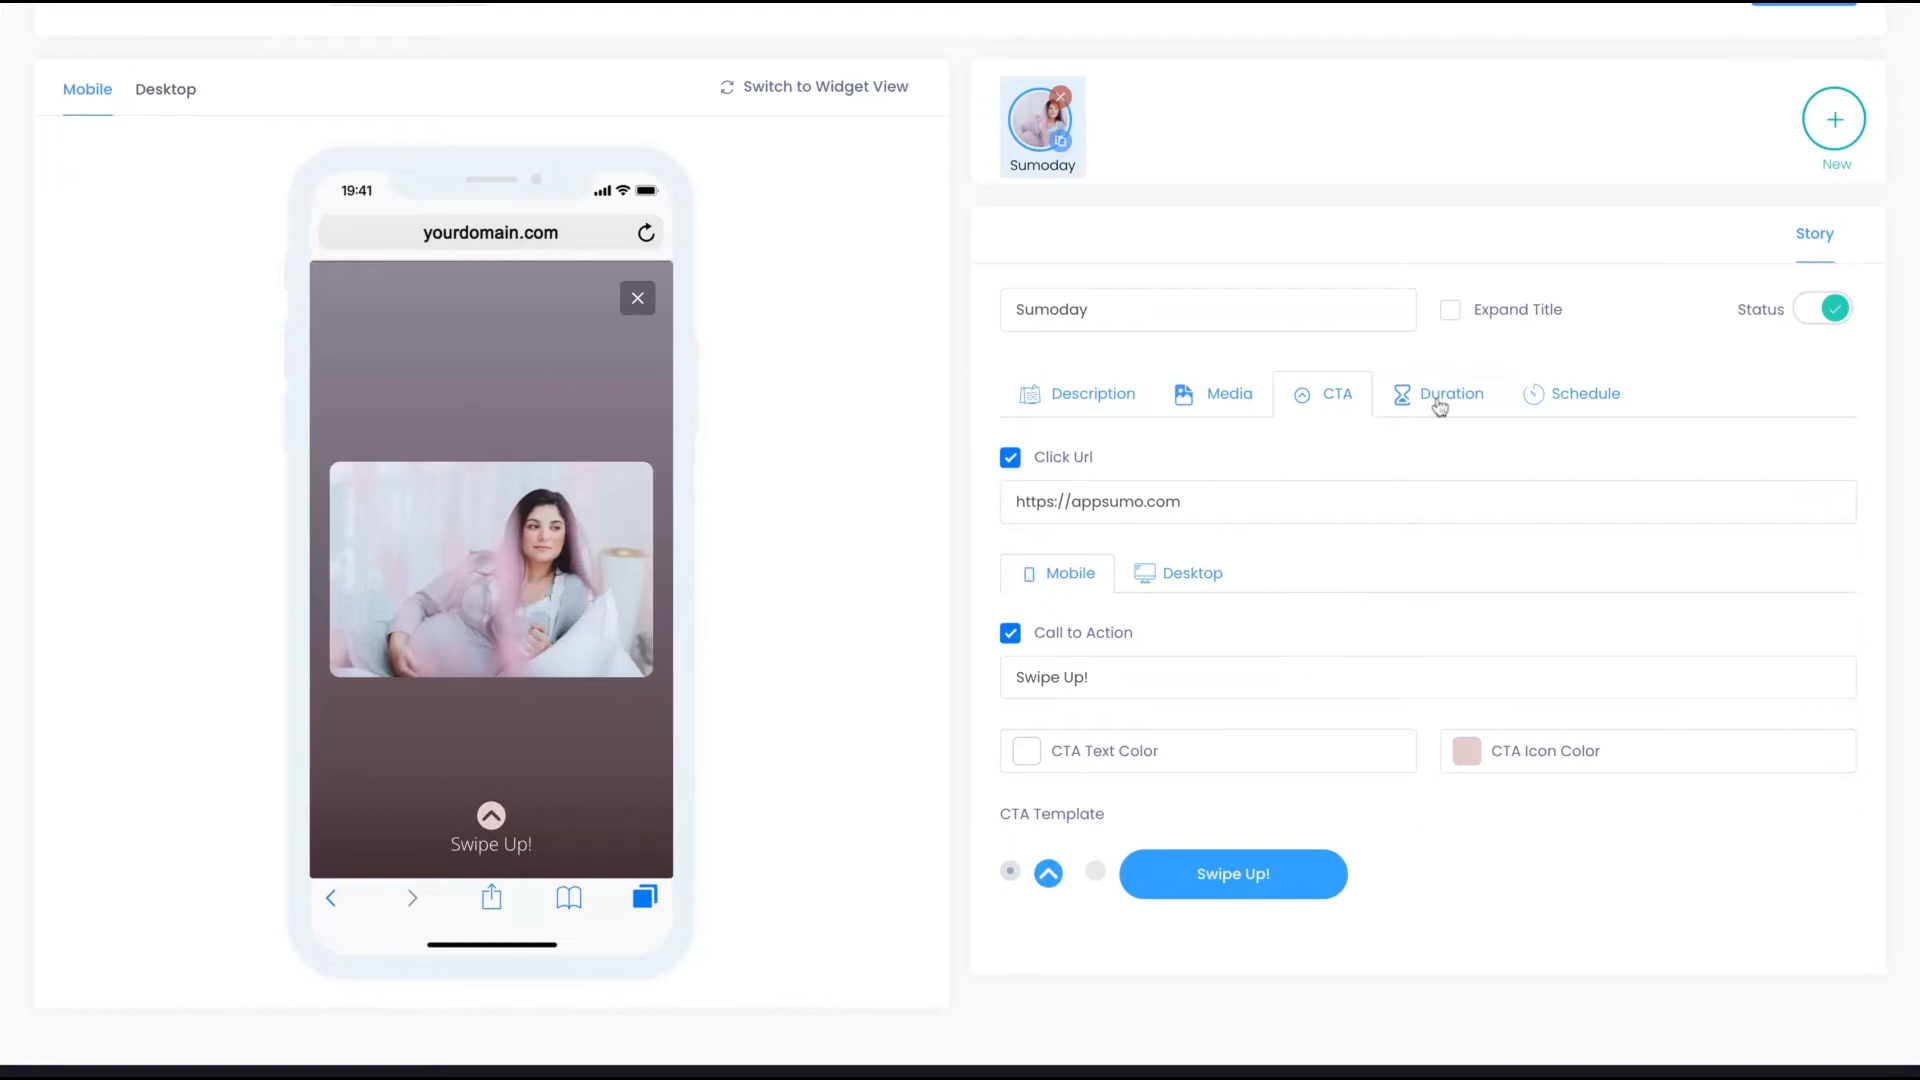 Mobile Desktop
Switch to Widget View
Sumoday
New
19:41
yourdomain.com
Swipe Up!
Story
Sumoday
Expand Title
Status
Description Media CTA Duration Schedule
Click Url
https://appsumo.com
Mobile Desktop
Call to Action
Swipe Up!
CTA Text Color
CTA Icon Color
CTA Template
Swipe Up!